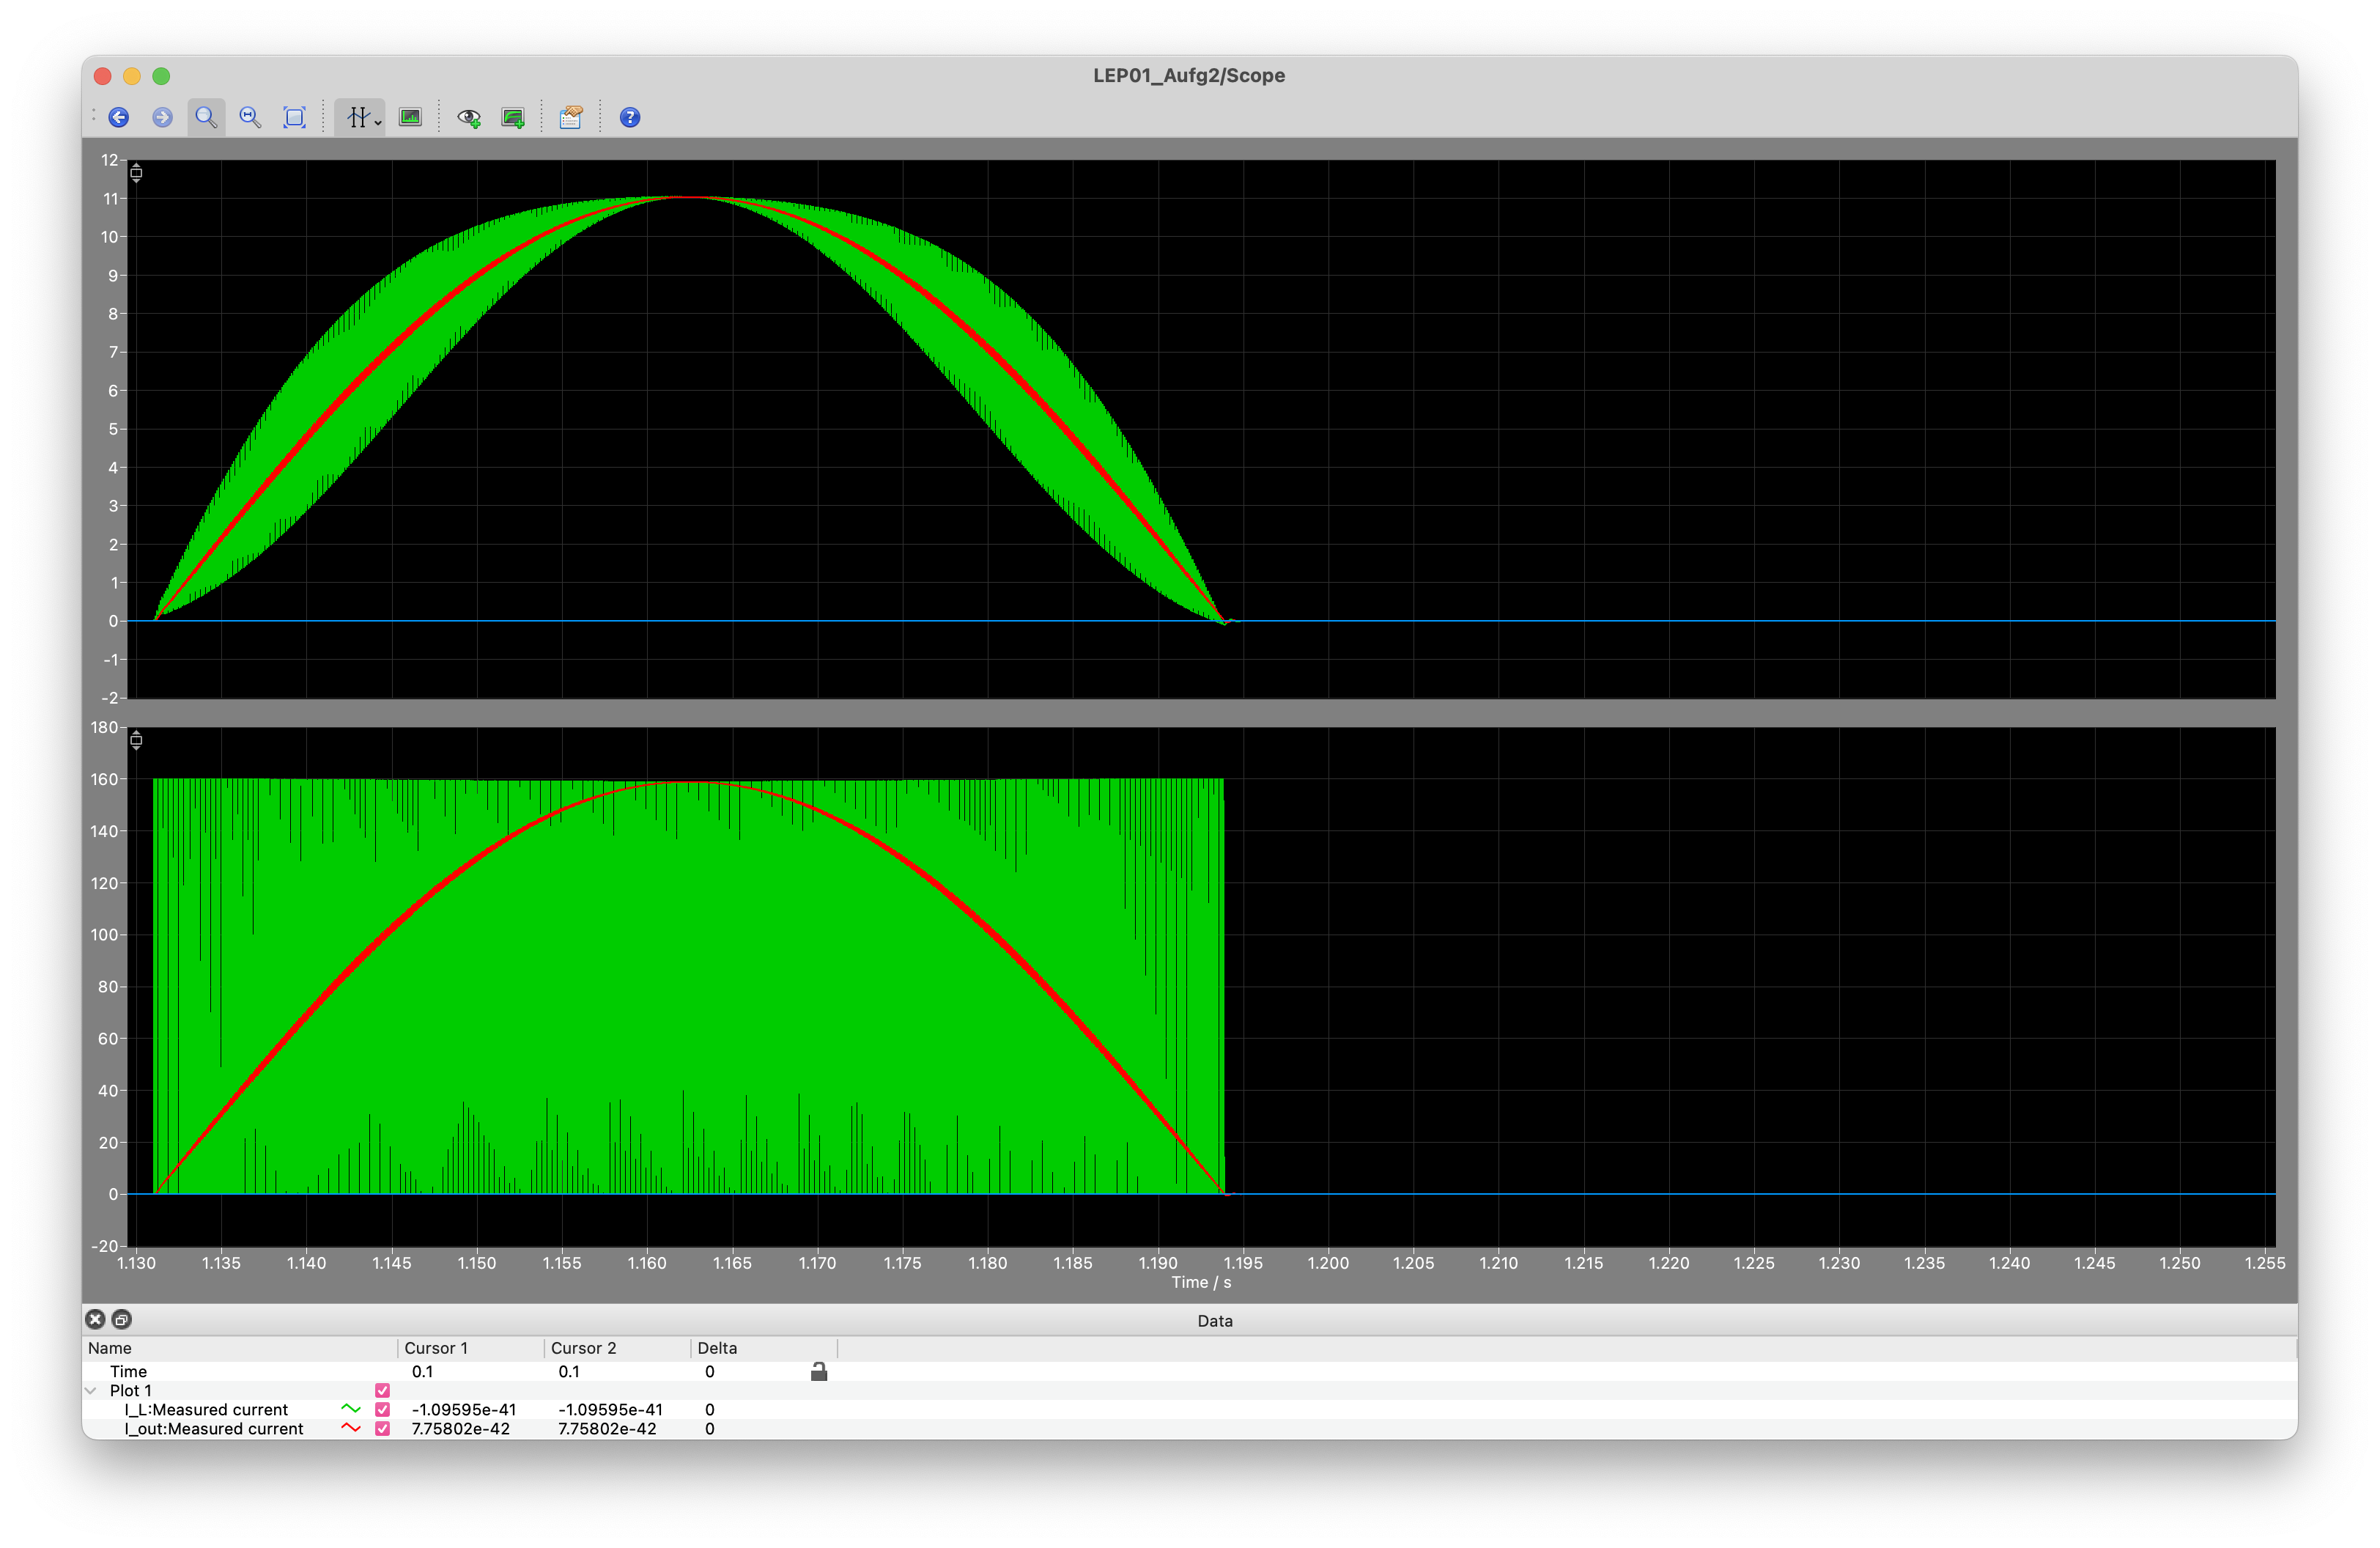 LEP01_Aufg2/Scope
12
11
10
9
8
7
6
5
4
3
2
1
0
-1
-2
180
160
140
120
100
80
60
40
20
0
-20
1.130 1.135 1.140 1.145 1.150 1.155 1.160 1.165 1.170 1.175 1.180 1.185 1.190 1.195 1.200 1.205 1.210 1.215 1.220 1.225 1.230 1.235 1.240 1.245 1.250 1.255
Time / s
Data
Name Cursor 1 Cursor 2 Delta
Time 0.1 0.1 0
Plot 1
I_L:Measured current -1.09595e-41 -1.09595e-41 0
I_out:Measured current 7.75802e-42 7.75802e-42 0